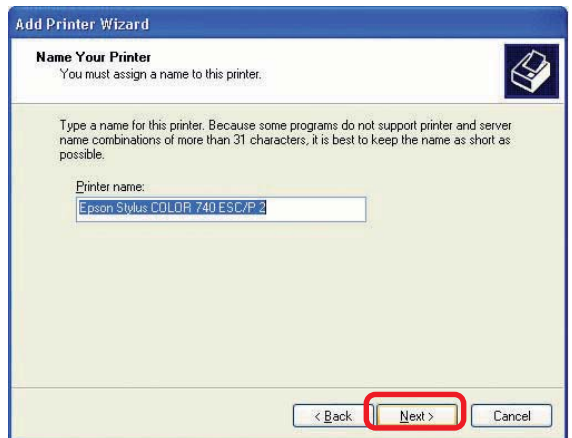 Add Printer Wizard
Name Your Printer
You must assign a name to this printer.
Type a name for this printer. Because some programs do not support printer and server
name combinations of more than 31 characters, it is best to keep the name as short as
possible.
Printer name:
Epson Stylus COLOR 740 ESC/P 2
< Back Next > Cancel